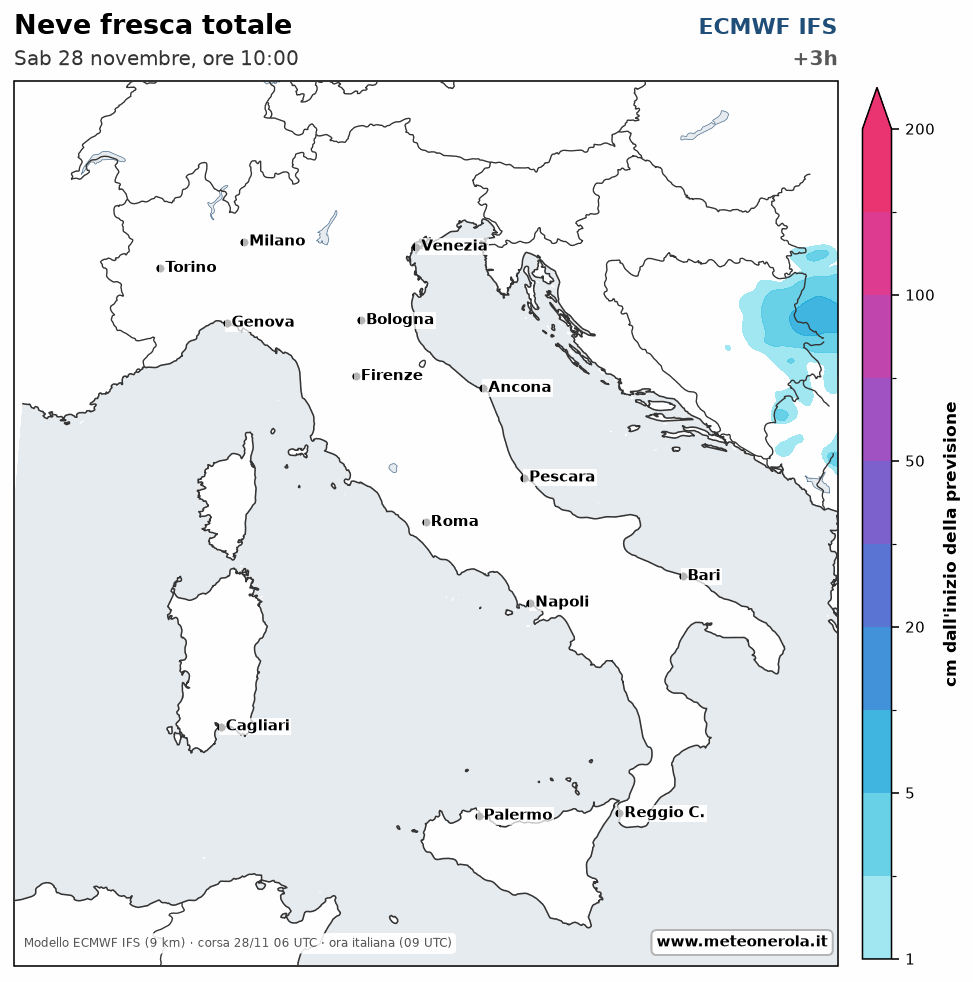 Neve fresca totale
ECMWF IFS
Sab 28 novembre, ore 10:00
+3h
200
100
50
20
5
1
cm dall'inizio della previsione
Milano
Venezia
Torino
Genova
Bologna
Firenze
Ancona
Pescara
Roma
Bari
Napoli
Cagliari
Palermo
Reggio C.
Modello ECMWF IFS (9 km) · corsa 28/11 06 UTC · ora italiana (09 UTC)
www.meteonerola.it